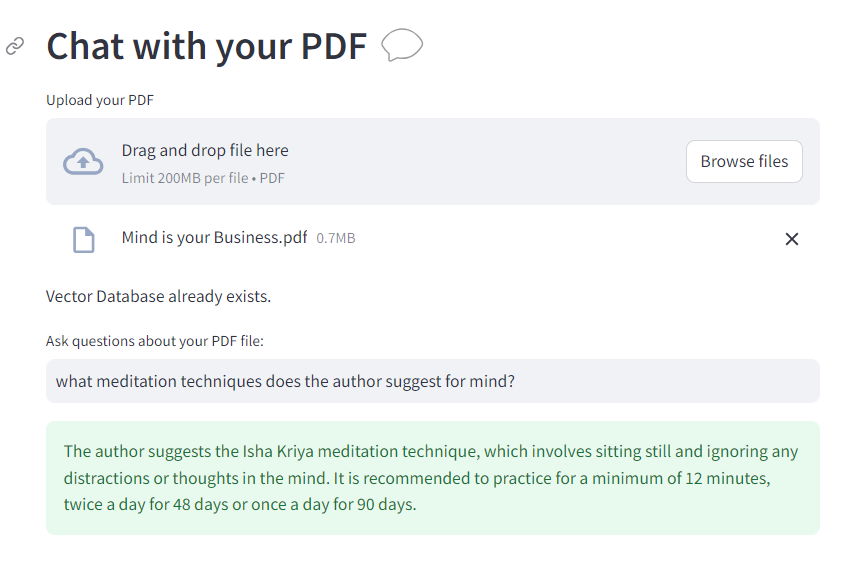 Chat with your PDF
Upload your PDF
Drag and drop file here
Limit 200MB per file • PDF
Browse files
Mind is your Business.pdf 0.7MB
Vector Database already exists.
Ask questions about your PDF file:
what meditation techniques does the author suggest for mind?
The author suggests the Isha Kriya meditation technique, which involves sitting still and ignoring any
distractions or thoughts in the mind. It is recommended to practice for a minimum of 12 minutes,
twice a day for 48 days or once a day for 90 days.